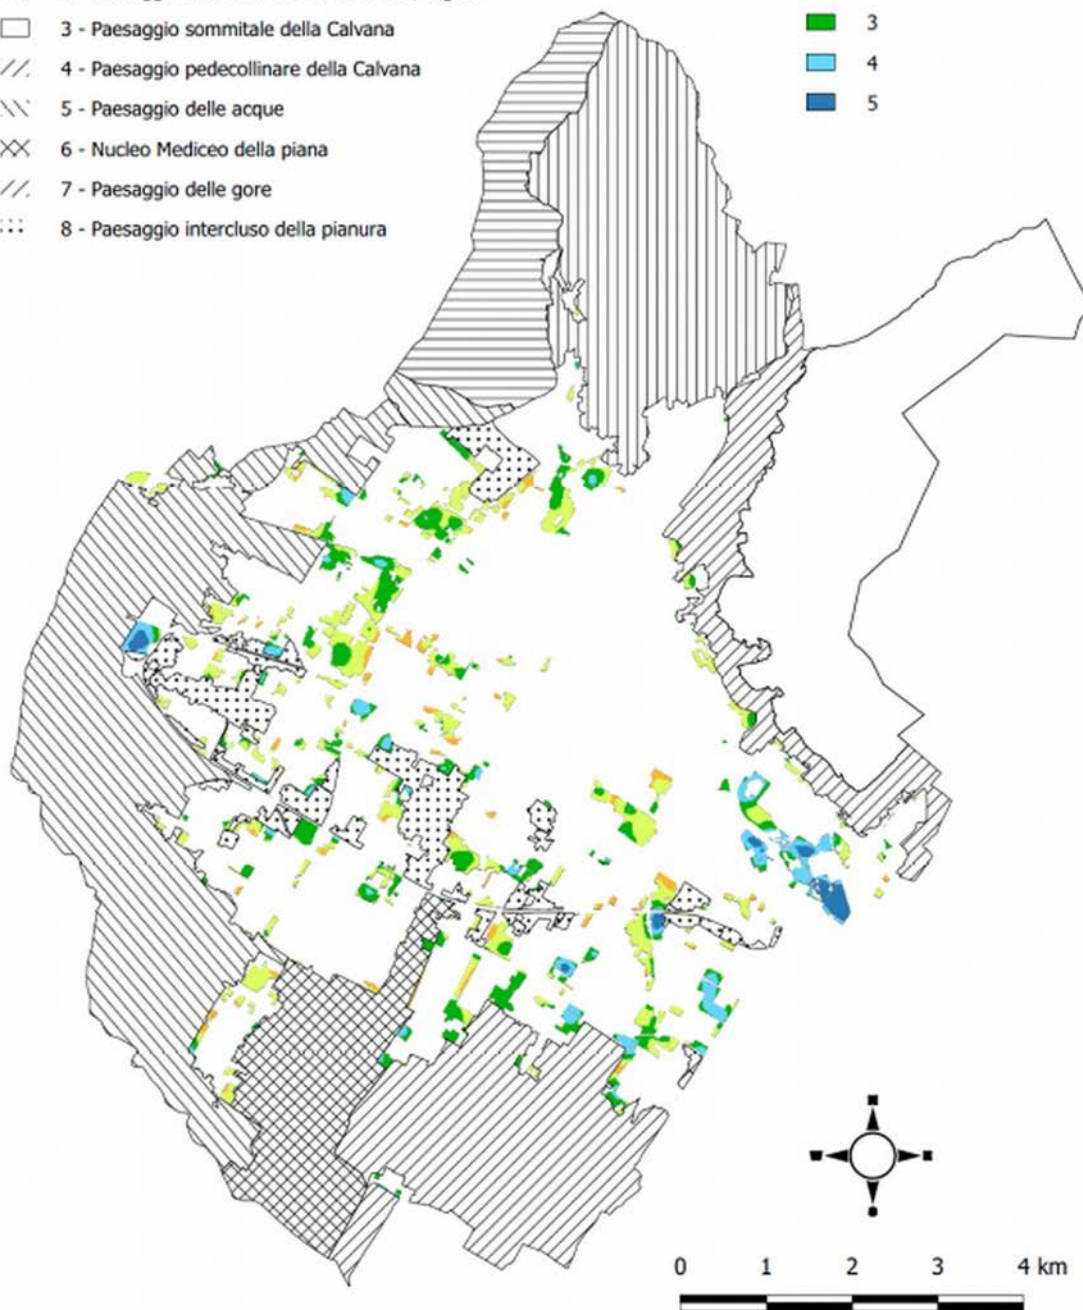 3 - Paesaggio sommitale della Calvana
4 - Paesaggio pedecollinare della Calvana
5 - Paesaggio delle acque
6 - Nucleo Mediceo della piana
7 - Paesaggio delle gore
8 - Paesaggio intercluso della pianura
3
4
5
0 1 2 3 4 km